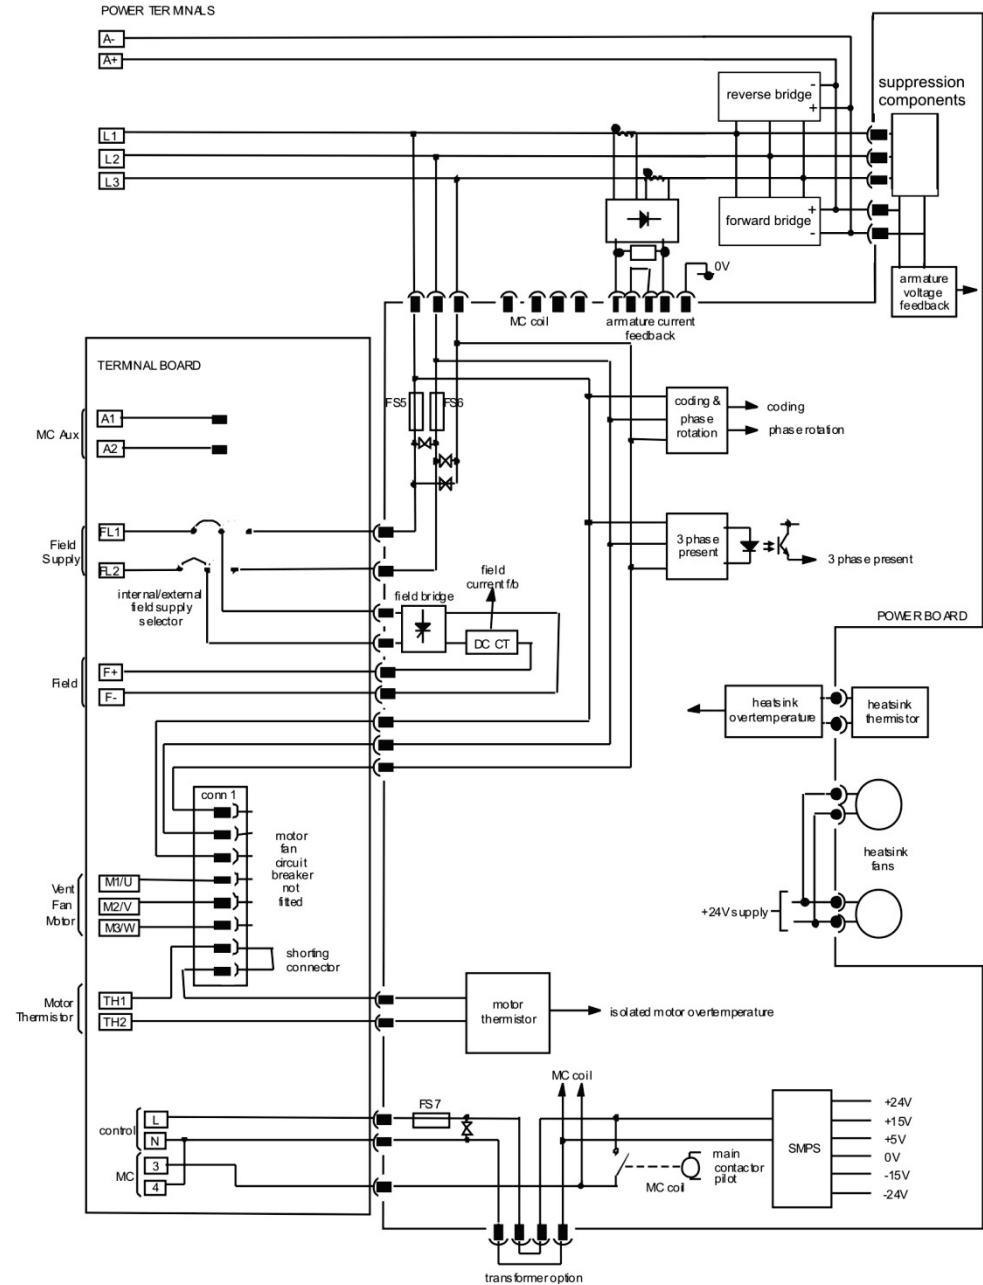 POWER TERMINALS
A-
A+
L1
L2
L3
reverse bridge
-
+
suppression
components
forward bridge
+
-
0V
armature
voltage
feedback
MC coil
armature current
feedback
TERMINAL BOARD
MC Aux
A1
A2
FS5
FS6
coding &
phase
rotation
coding
phase rotation
Field
Supply
FL1
FL2
internal/external
field supply
selector
field
current f/b
field bridge
DC CT
3 phase
present
3 phase present
POWER BOARD
Field
F+
F-
heatsink
overtemperature
heatsink
thermistor
conn 1
motor
fan
circuit
breaker
not
fitted
Vent
Fan
Motor
M1/U
M2/V
M3/W
shorting
connector
heatsink
fans
+24V supply
Motor
Thermistor
TH1
TH2
motor
thermistor
isolated motor overtemperature
MC coil
FS7
control
L
N
MC
3
4
main
contactor
pilot
MC coil
SMPS
+24V
+15V
+5V
0V
-15V
-24V
transformer option